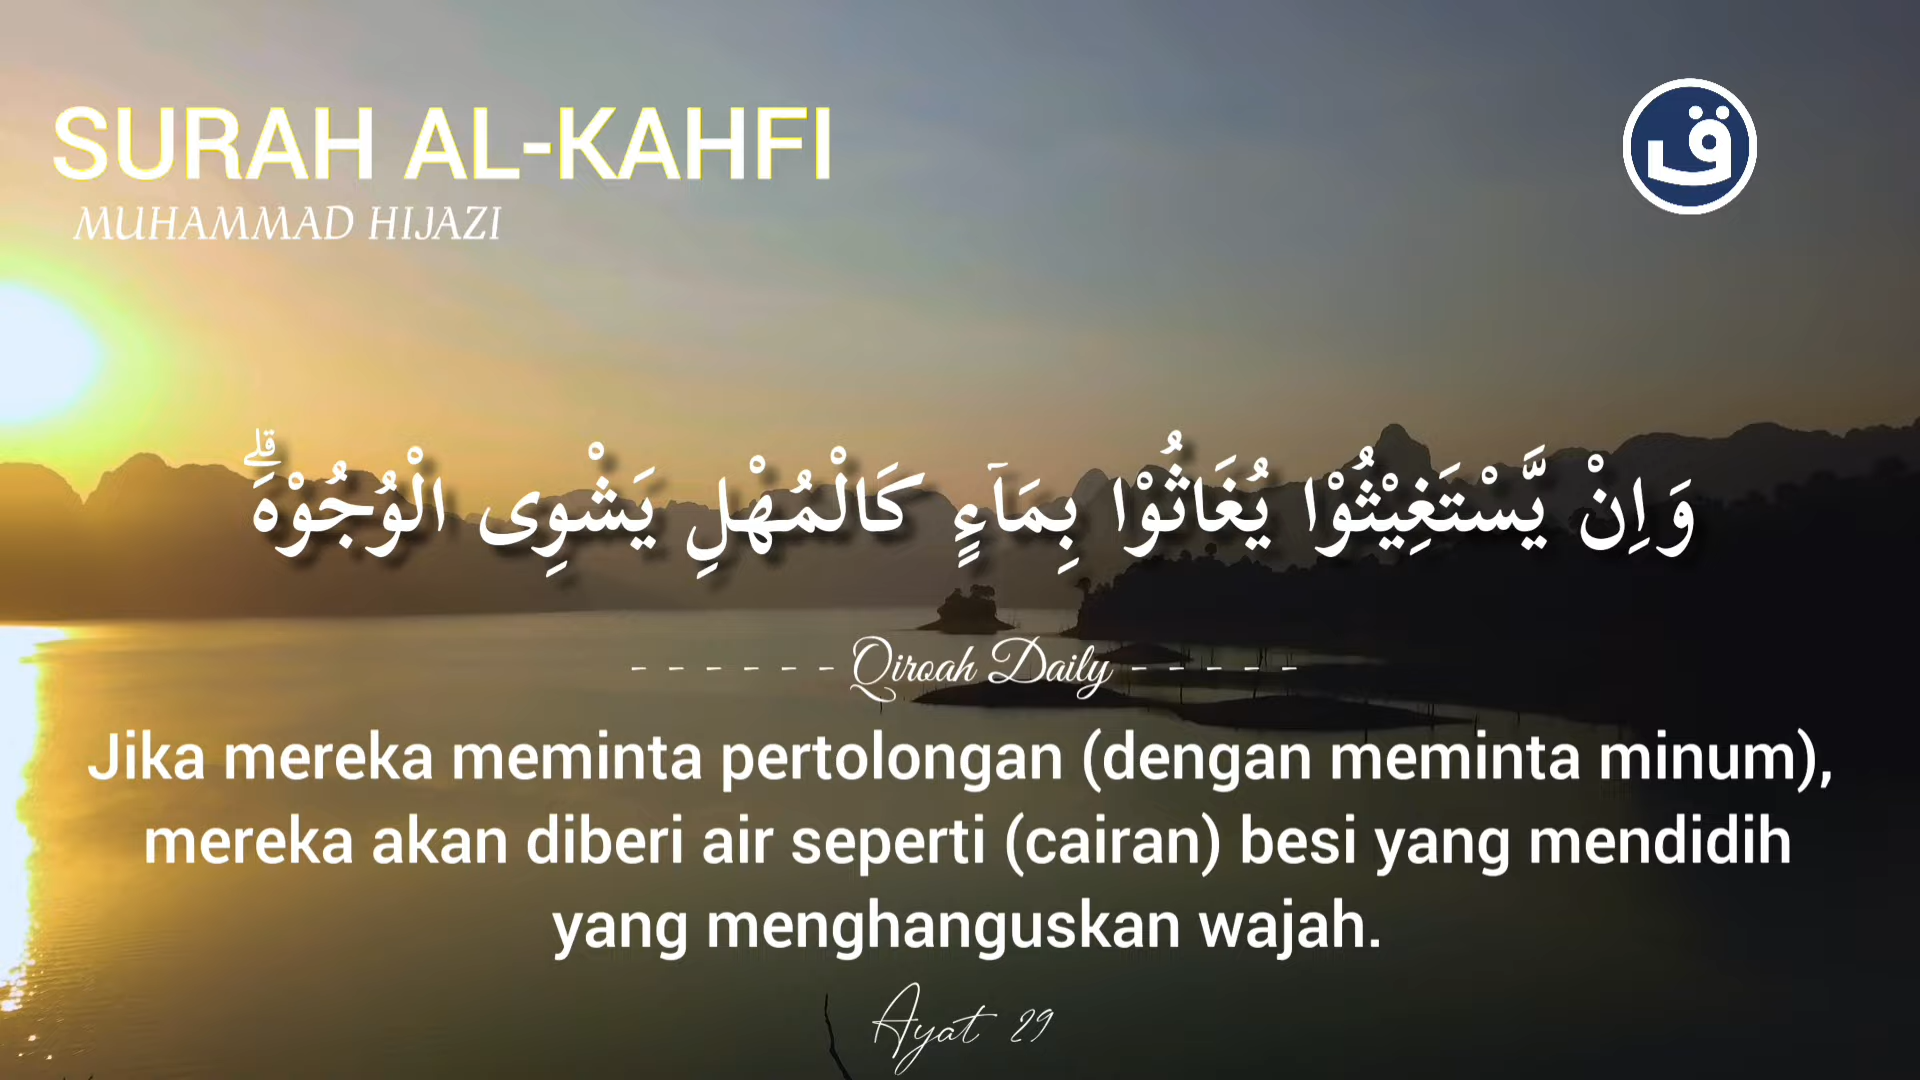 SURAH AL-KAHFI
MUHAMMAD HIJAZI
ق
وَاِنْ يَّسْتَغِيْثُوْا يُغَاثُوْا بِمَاۤءٍ كَالْمُهْلِ يَشْوِى الْوُجُوْهَۗ
- - - - - - Qiroah Daily - - - - -
Jika mereka meminta pertolongan (dengan meminta minum),
mereka akan diberi air seperti (cairan) besi yang mendidih
yang menghanguskan wajah.
Ayat 29